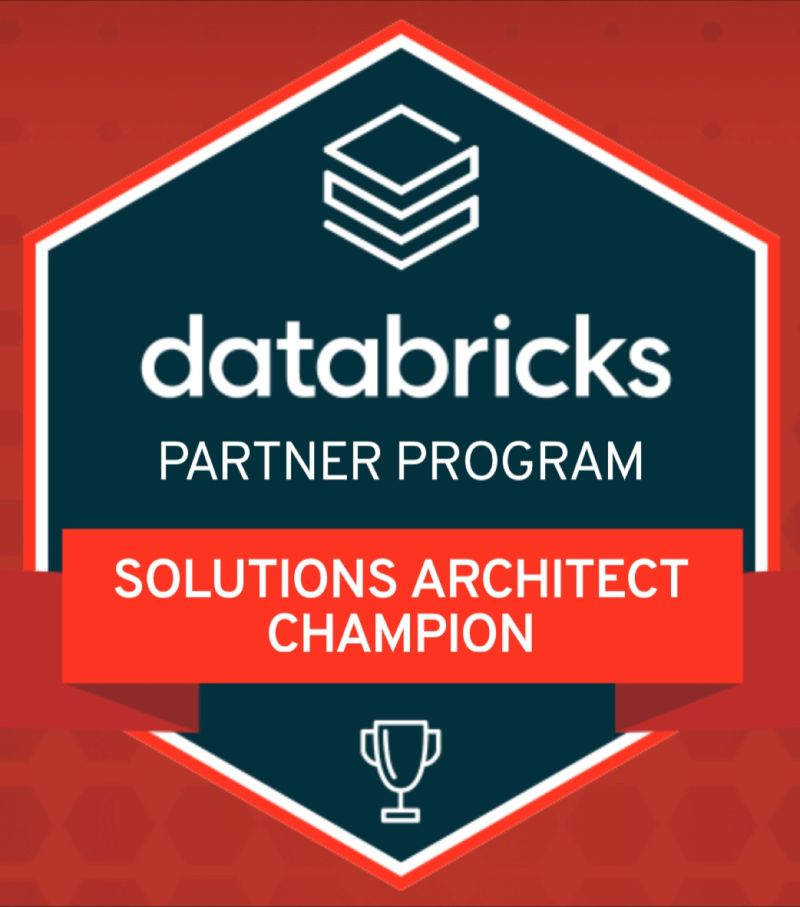 databricks
PARTNER PROGRAM
SOLUTIONS ARCHITECT
CHAMPION